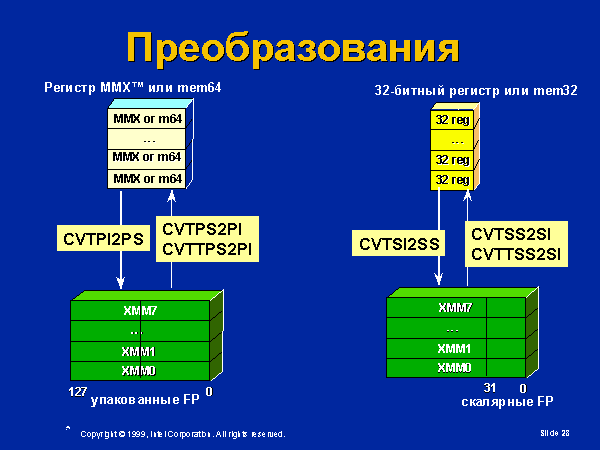 Преобразования
Регистр MMX™ или mem64
32-битный регистр или mem32
MMX or m64
...
MMX or m64
MMX or m64
32 reg
...
32 reg
32 reg
CVTPI2PS
CVTPS2PI
CVTTPS2PI
CVTSI2SS
CVTSS2SI
CVTTSS2SI
XMM7
...
XMM1
XMM0
127
0
упакованные FP
XMM7
...
XMM1
XMM0
31
0
скалярные FP
* Copyright © 1999, Intel Corporation. All rights reserved.
Slide 28